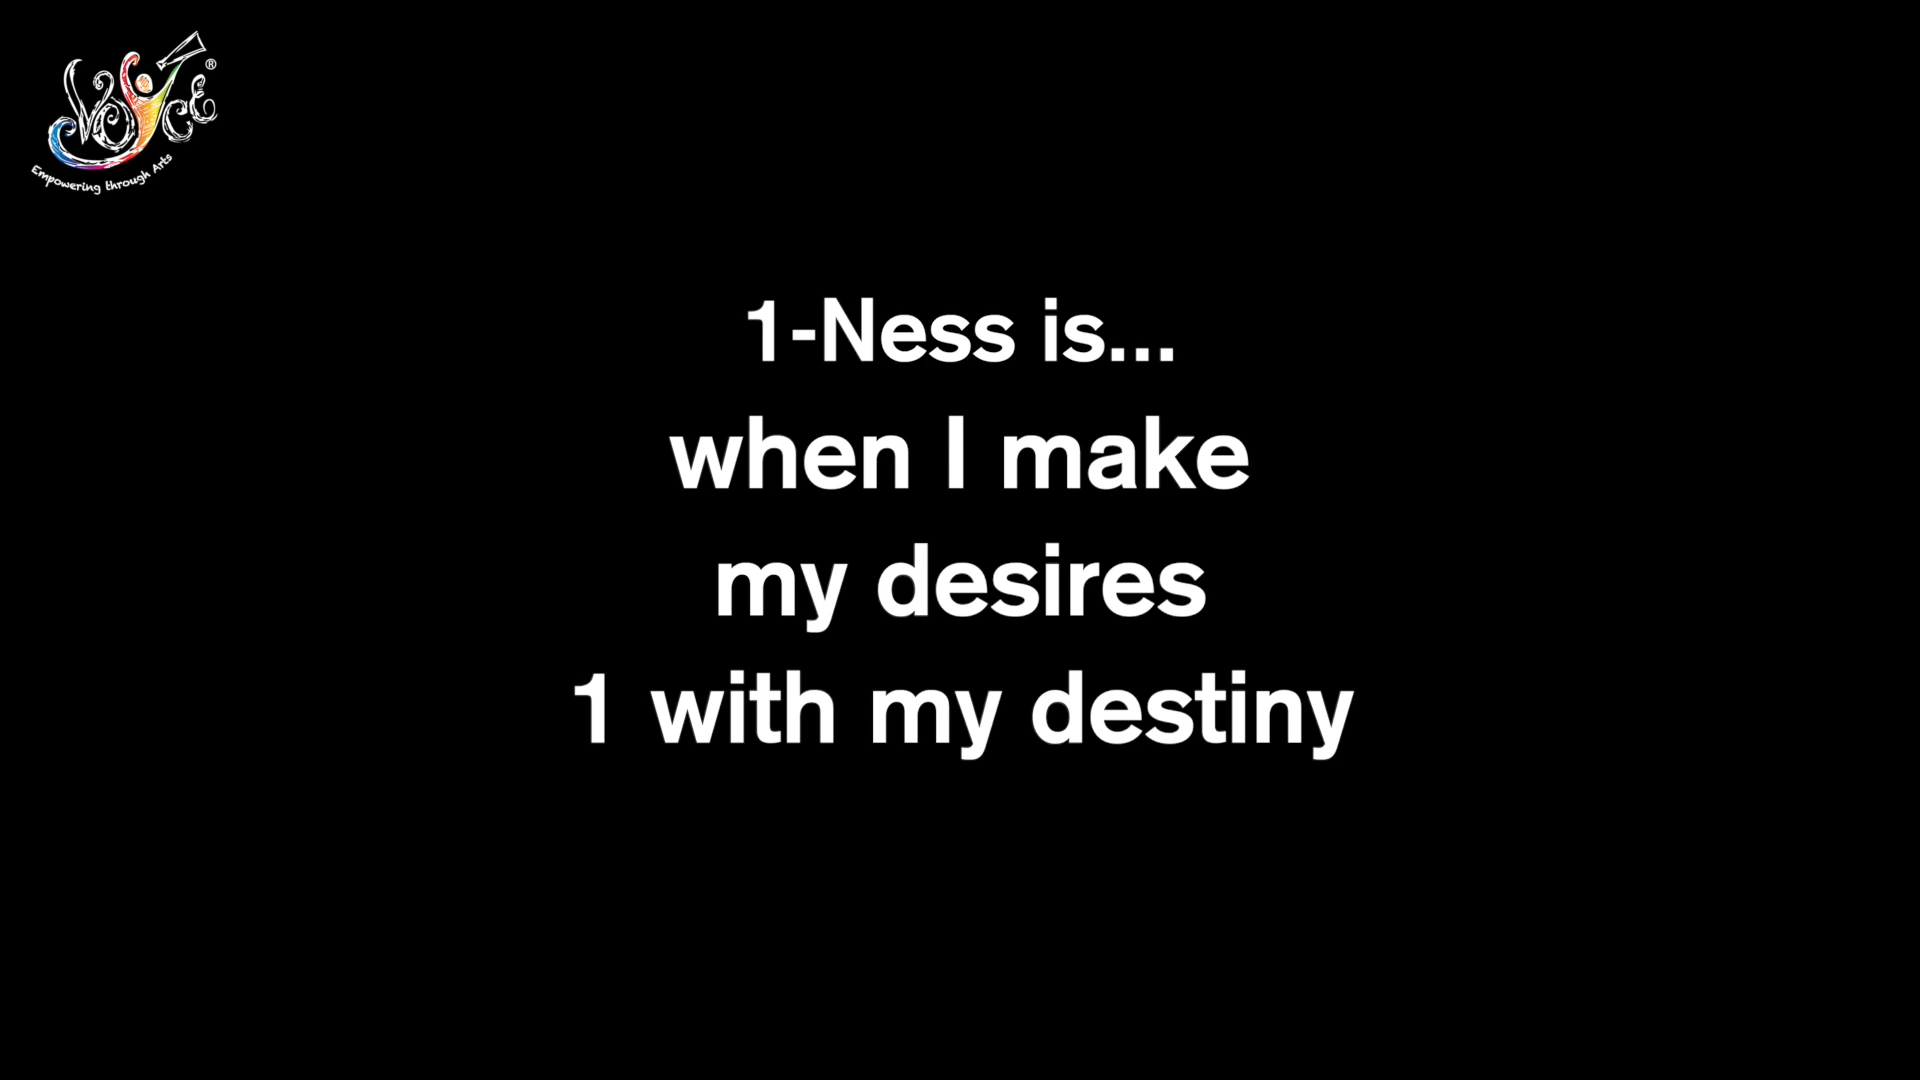 VOYCE®
Empowering through Arts
1-Ness is...
when I make
my desires
1 with my destiny